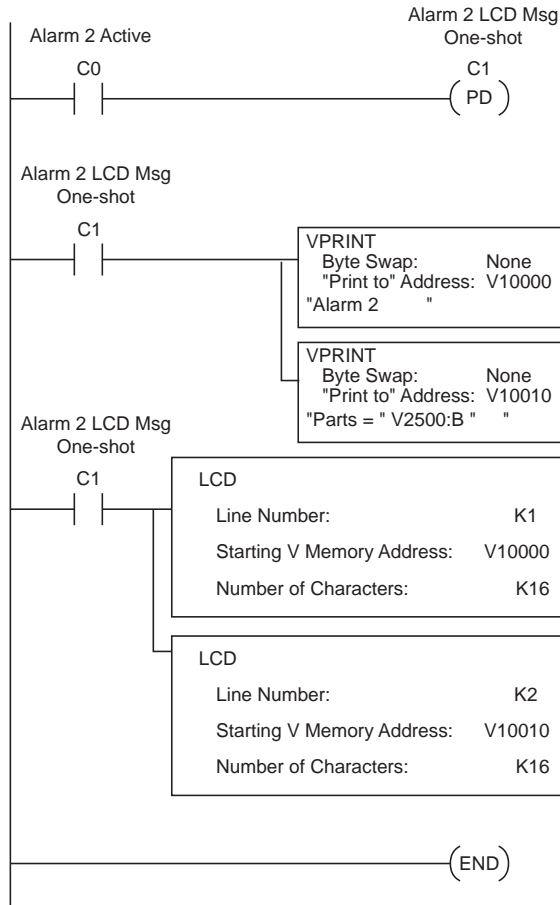 Alarm 2 LCD Msg
One-shot
Alarm 2 Active
C0
C1
PD
Alarm 2 LCD Msg
One-shot
C1
VPRINT
Byte Swap: None
"Print to" Address: V10000
"Alarm 2 "
VPRINT
Byte Swap: None
"Print to" Address: V10010
"Parts = " V2500:B " "
Alarm 2 LCD Msg
One-shot
C1
LCD
Line Number: K1
Starting V Memory Address: V10000
Number of Characters: K16
LCD
Line Number: K2
Starting V Memory Address: V10010
Number of Characters: K16
END